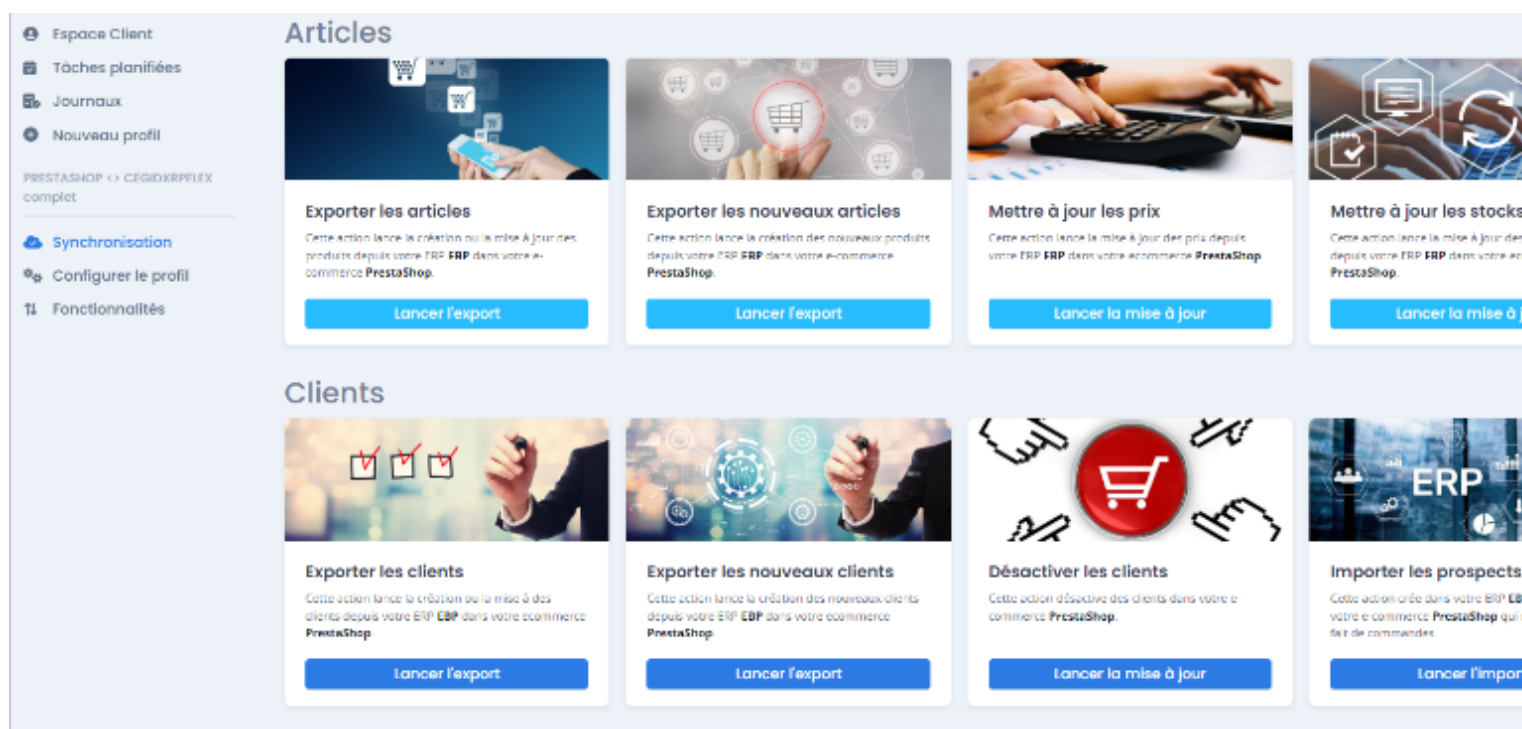 Espace Client
Tâches planifiées
Journaux
Nouveau profil
PRESTASHOP <> CEGIDXRPFLEX
complet
Synchronisation
Configurer le profil
Fonctionnalités
Articles
Exporter les articles
Cette action lance la création ou la mise à jour des
produits depuis votre ERP EBP dans votre e-
commerce PrestaShop.
Lancer l'export
Exporter les nouveaux articles
Cette action lance la création des nouveaux produits
depuis votre ERP EBP dans votre e-commerce
PrestaShop.
Lancer l'export
Mettre à jour les prix
Cette action lance la mise à jour des prix depuis
votre ERP EBP dans votre ecommerce PrestaShop
Lancer la mise à jour
Mettre à jour les stocks
Cette action lance la mise à jour des
depuis votre ERP EBP dans votre ec
PrestaShop.
Lancer la mise à j
Clients
Exporter les clients
Cette action lance la création ou la mise à des
clients depuis votre ERP EBP dans votre ecommerce
PrestaShop.
Lancer l'export
Exporter les nouveaux clients
Cette action lance la création des nouveaux clients
depuis votre ERP EBP dans votre ecommerce
PrestaShop.
Lancer l'export
Désactiver les clients
Cette action désactive des clients dans votre e-
commerce PrestaShop.
Lancer la mise à jour
ERP
Importer les prospects
Cette action crée dans votre ERP EB
votre e-commerce PrestaShop qui
fait de commandes.
Lancer l'impor